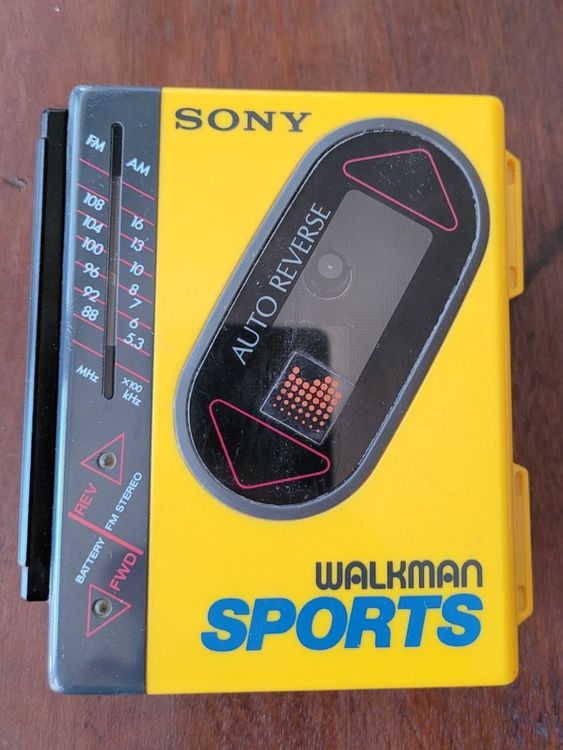 SONY
FM AM
108
104
100
96
92
88
MHz
16
13
10
8
7
6
5.3
×100
kHz
AUTO REVERSE
REV
FM STEREO
BATTERY
FWD
WALKMAN
SPORTS